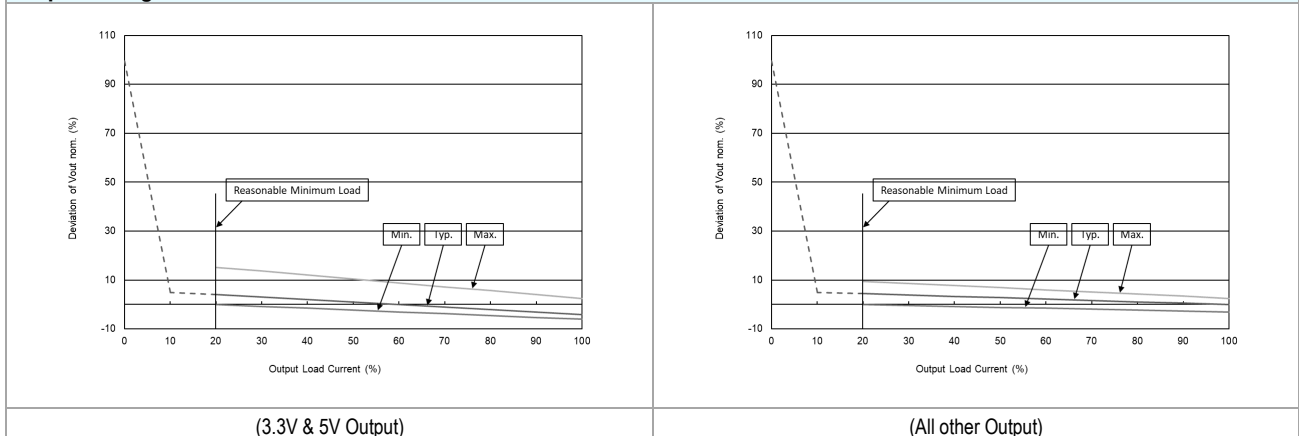 110
90
70
50
30
10
-10
Deviation of Vout nom. (%)
Reasonable Minimum Load
Min.
Typ.
Max.
0 10 20 30 40 50 60 70 80 90 100
Output Load Current (%)
(3.3V & 5V Output)
110
90
70
50
30
10
-10
Deviation of Vout nom. (%)
Reasonable Minimum Load
Min.
Typ.
Max.
0 10 20 30 40 50 60 70 80 90 100
Output Load Current (%)
(All other Output)